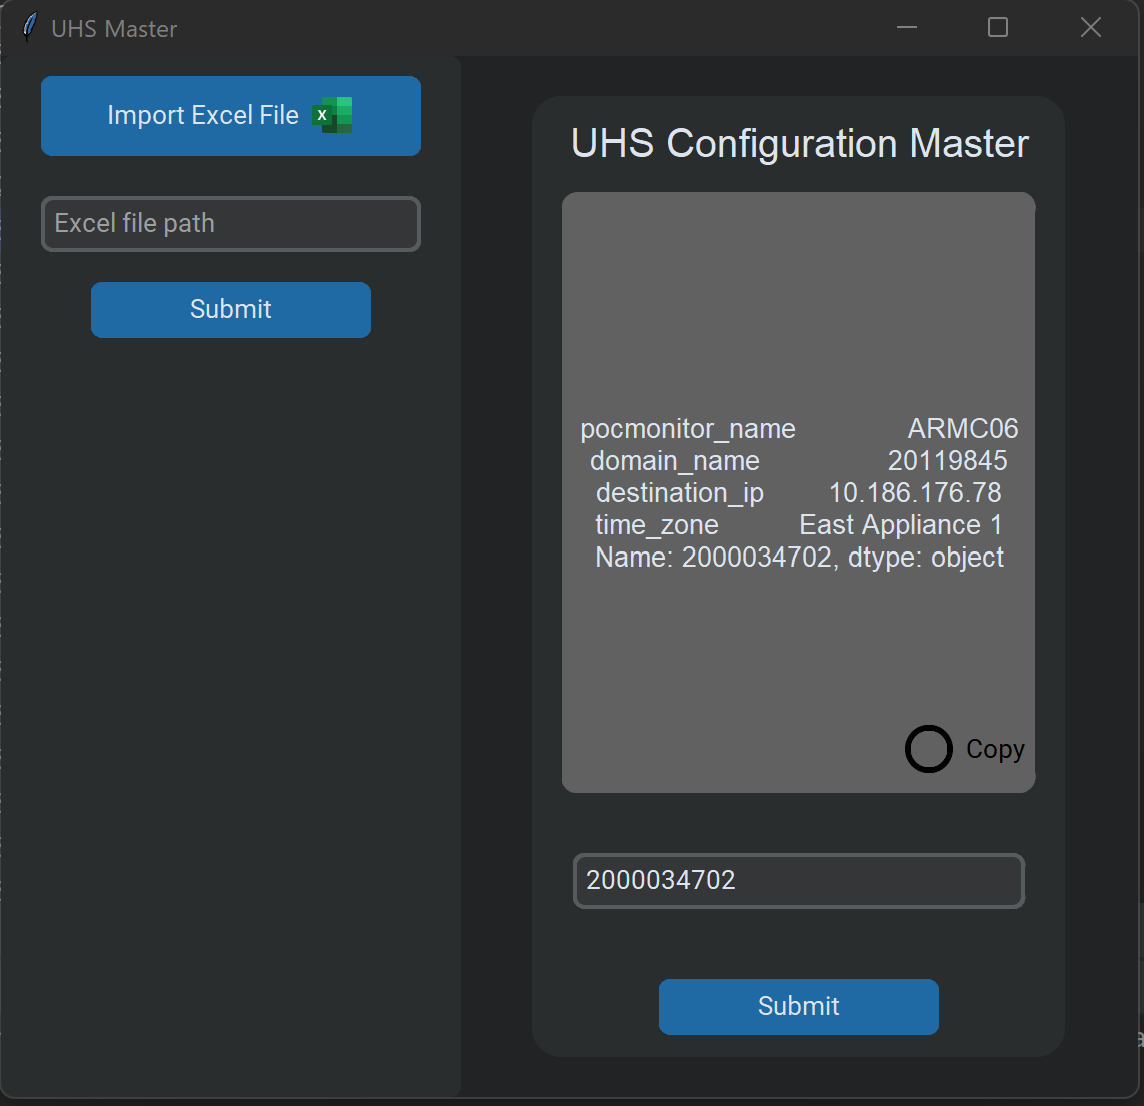 UHS Master
Import Excel File
X
Excel file path
Submit
UHS Configuration Master
pocmonitor_name ARMC06
domain_name 20119845
destination_ip 10.186.176.78
time_zone East Appliance 1
Name: 2000034702, dtype: object
Copy
2000034702
Submit